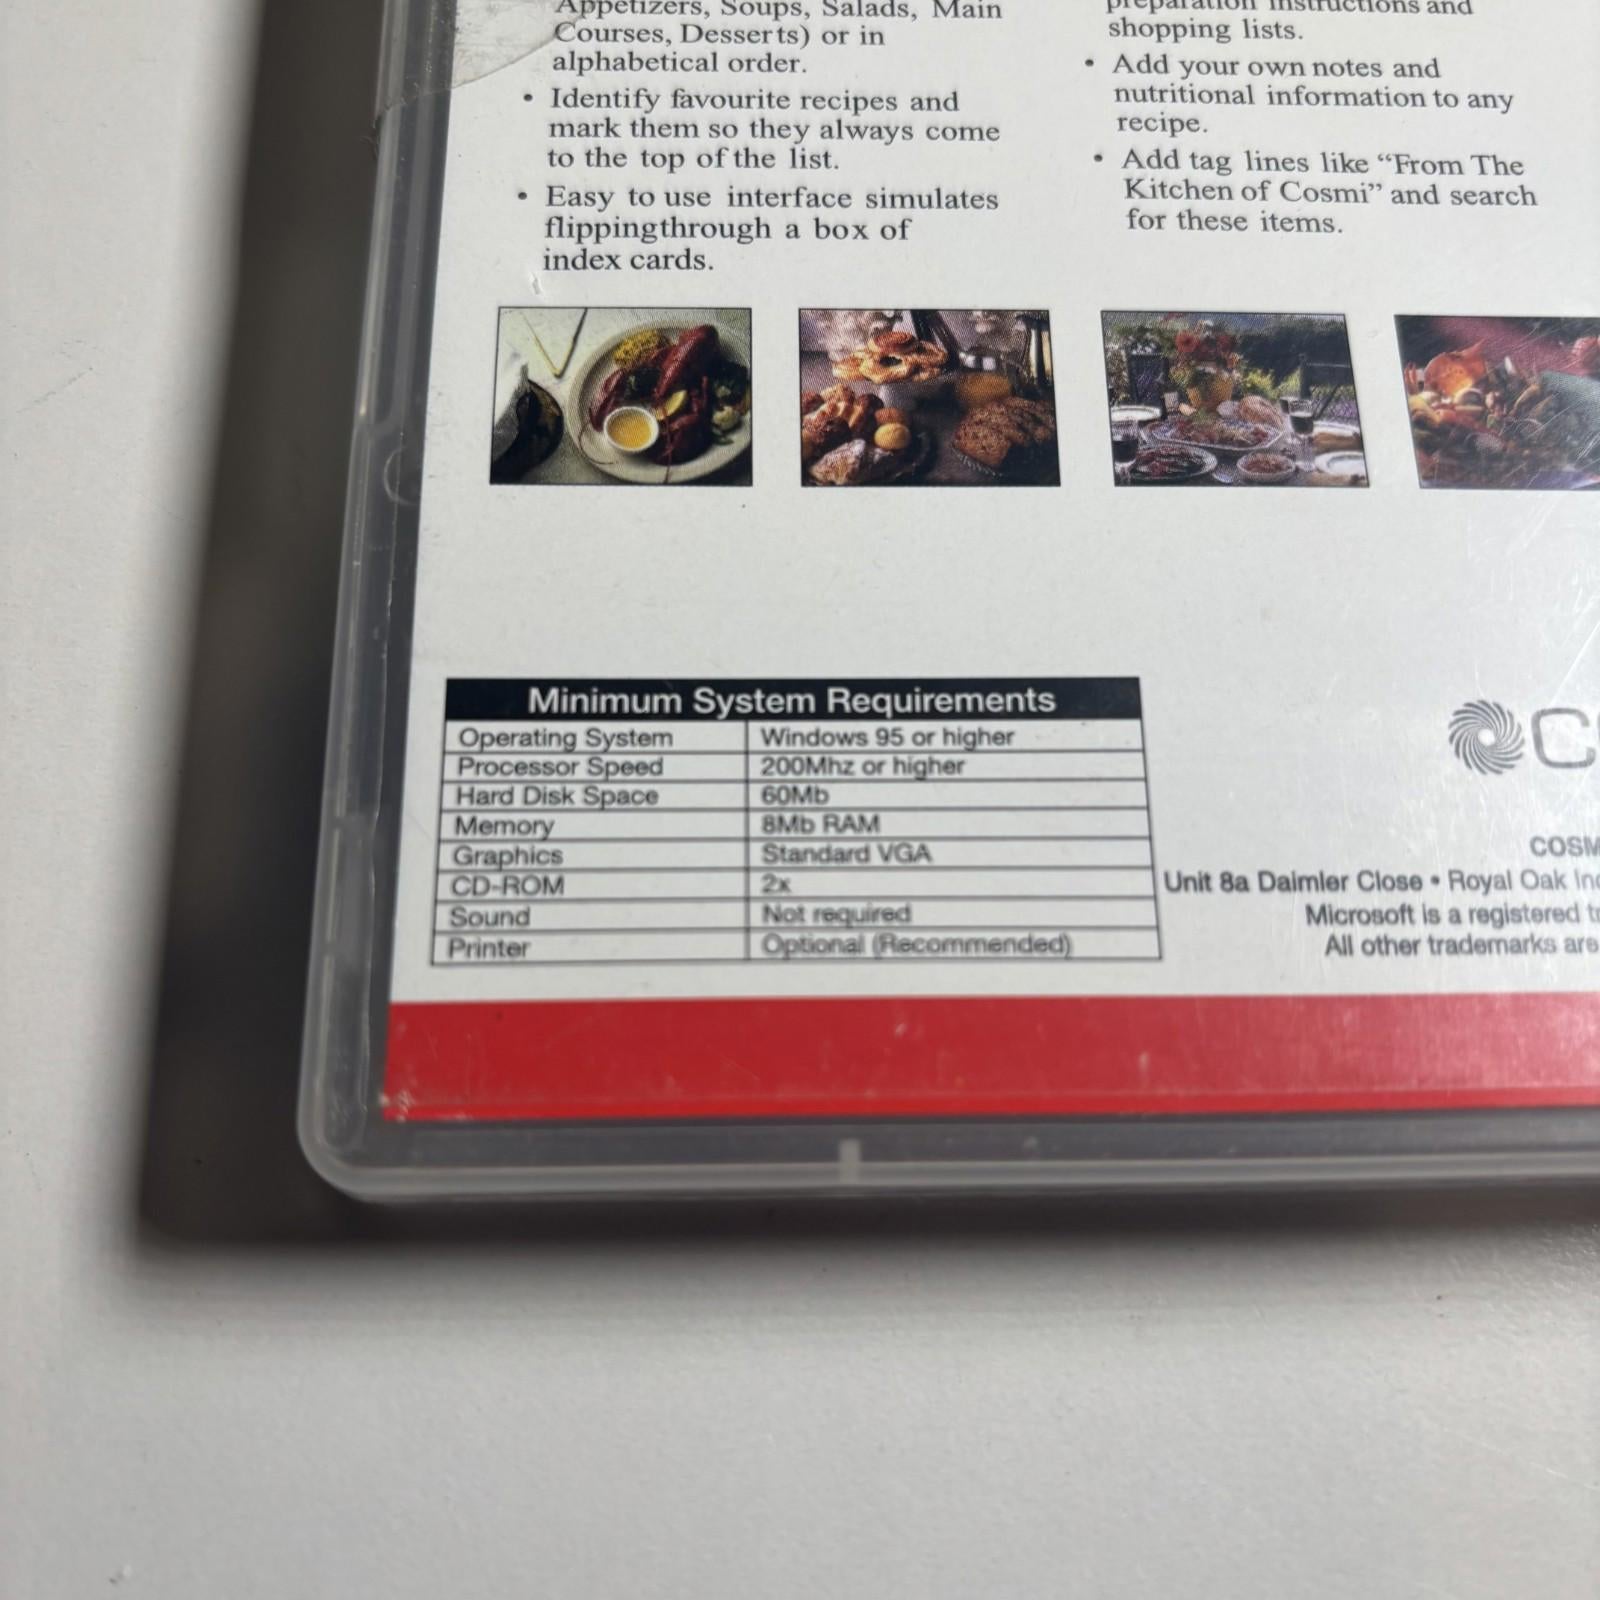 Appetizers, Soups, Salads, Main
Courses, Desserts) or in
alphabetical order.
• Identify favourite recipes and
mark them so they always come
to the top of the list.
• Easy to use interface simulates
flippingthrough a box of
index cards.
preparation instructions and
shopping lists.
• Add your own notes and
nutritional information to any
recipe.
• Add tag lines like “From The
Kitchen of Cosmi” and search
for these items.
Minimum System Requirements
Operating System Windows 95 or higher
Processor Speed 200Mhz or higher
Hard Disk Space 60Mb
Memory 8Mb RAM
Graphics Standard VGA
CD-ROM 2x
Sound Not required
Printer Optional (Recommended)
Unit 8a Daimler Close • Royal Oak
Microsoft is a registered
All other trademarks are